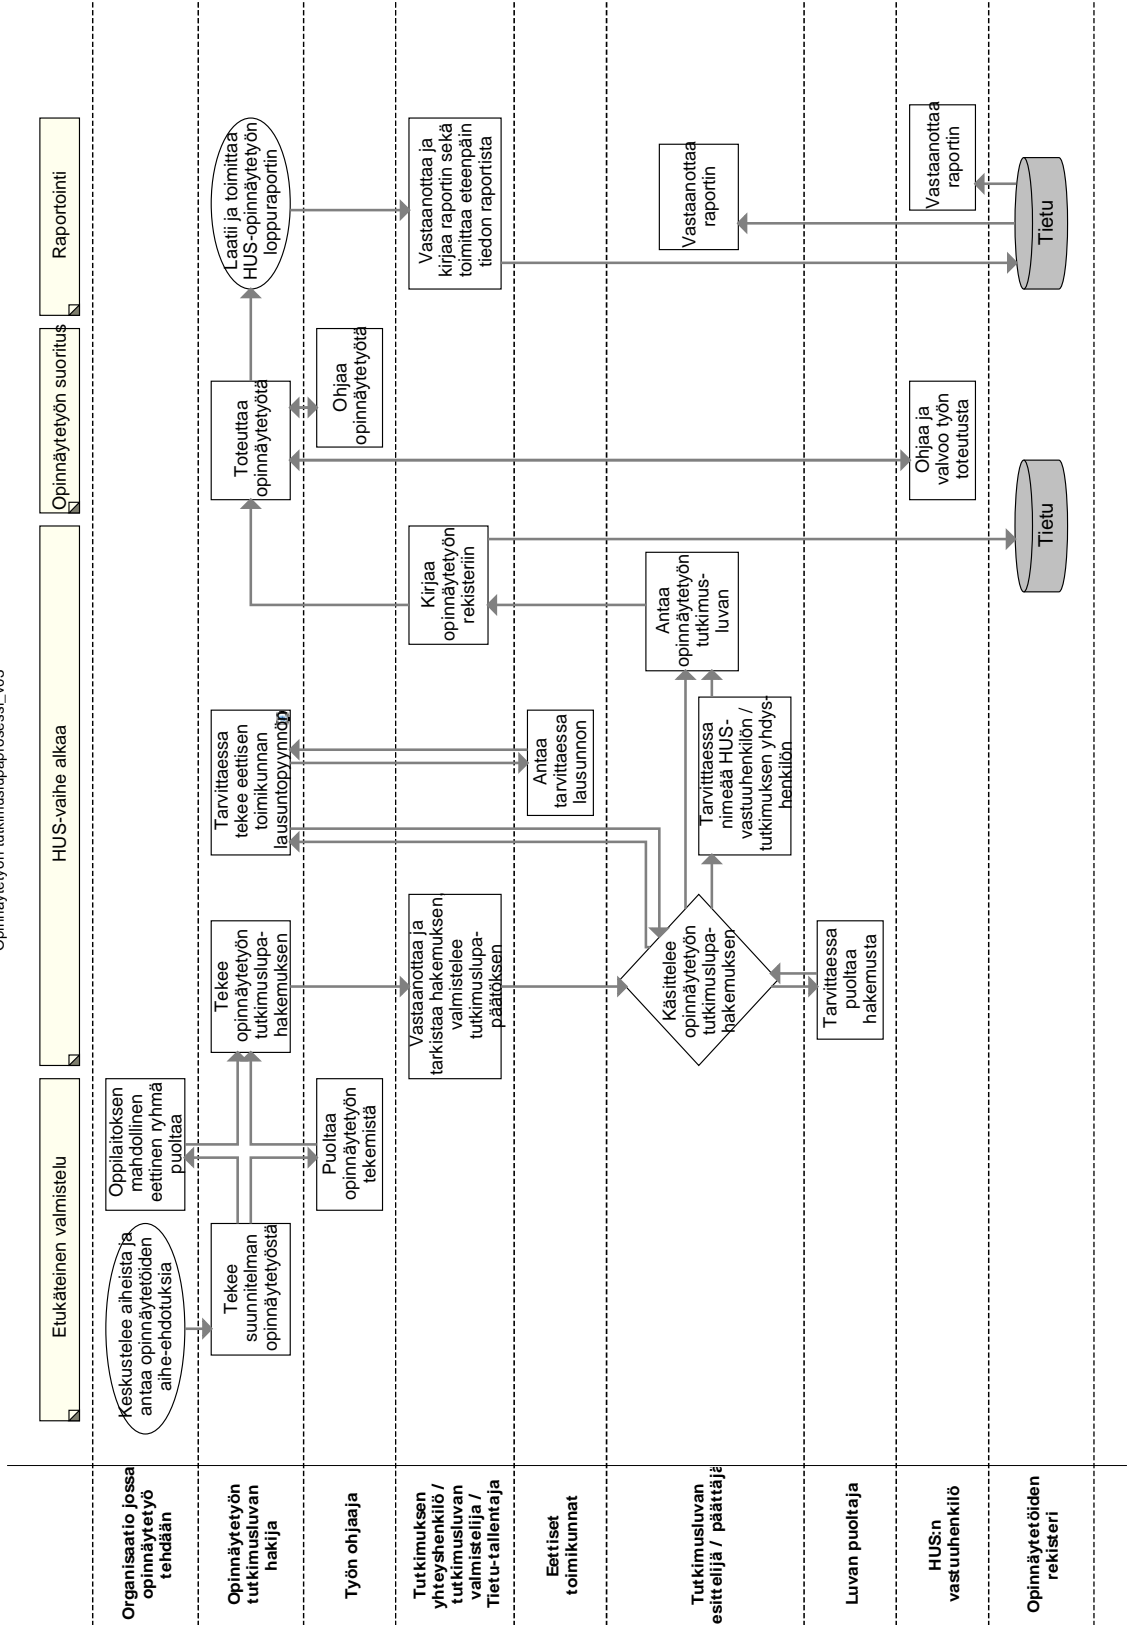 Opinnäytetyön tutkimuslupaprosessi_v03
Etukäteinen valmistelu
HUS-vaihe alkaa
Opinnäytetyön suoritus
Raportointi
Organisaatio jossa
opinnäytetyö
tehdään
Keskustelee aiheista ja
antaa opinnäytetöiden
aihe-ehdotuksia
Oppilaitoksen
mahdollinen
eettinen ryhmä
puoltaa
Opinnäytetyön
tutkimusluvan
hakija
Tekee
suunnitelman
opinnäytetyöstä
Tekee
opinnäytetyön
tutkimuslupa-
hakemuksen
Tarvittaessa
tekee eettisen
toimikunnan
lausuntopyynnön
Toteuttaa
opinnäytetyötä
Laatii ja toimittaa
HUS-opinnäytetyön
loppuraportin
Työn ohjaaja
Puoltaa
opinnäytetyön
tekemistä
Ohjaa
opinnäytetyötä
Tutkimuksen
yhteyshenkilö /
tutkimusluvan
valmistelija /
Tietu-tallentaja
Vastaanottaa ja
tarkistaa hakemuksen,
valmistelee
tutkimuslupa-
päätöksen
Kirjaa
opinnäytetyön
rekisteriin
Vastaanottaa ja
kirjaa raportin sekä
toimittaa eteenpäin
tiedon raportista
Eettiset
toimikunnat
Antaa
tarvittaessa
lausunnon
Tutkimusluvan
esittelijä / päättäjä
Käsittelee
opinnäytetyön
tutkimuslupa-
hakemuksen
Tarvitttaessa
nimeää HUS-
vastuuhenkilön /
tutkimuksen yhdys-
henkilön
Antaa
opinnäytetyön
tutkimus-
luvan
Vastaanottaa
raportin
Luvan puoltaja
Tarvittaessa
puoltaa
hakemusta
HUS:n
vastuuhenkilö
Ohjaa ja
valvoo työn
toteutusta
Vastaanottaa
raportin
Opinnäytetöiden
rekisteri
Tietu
Tietu